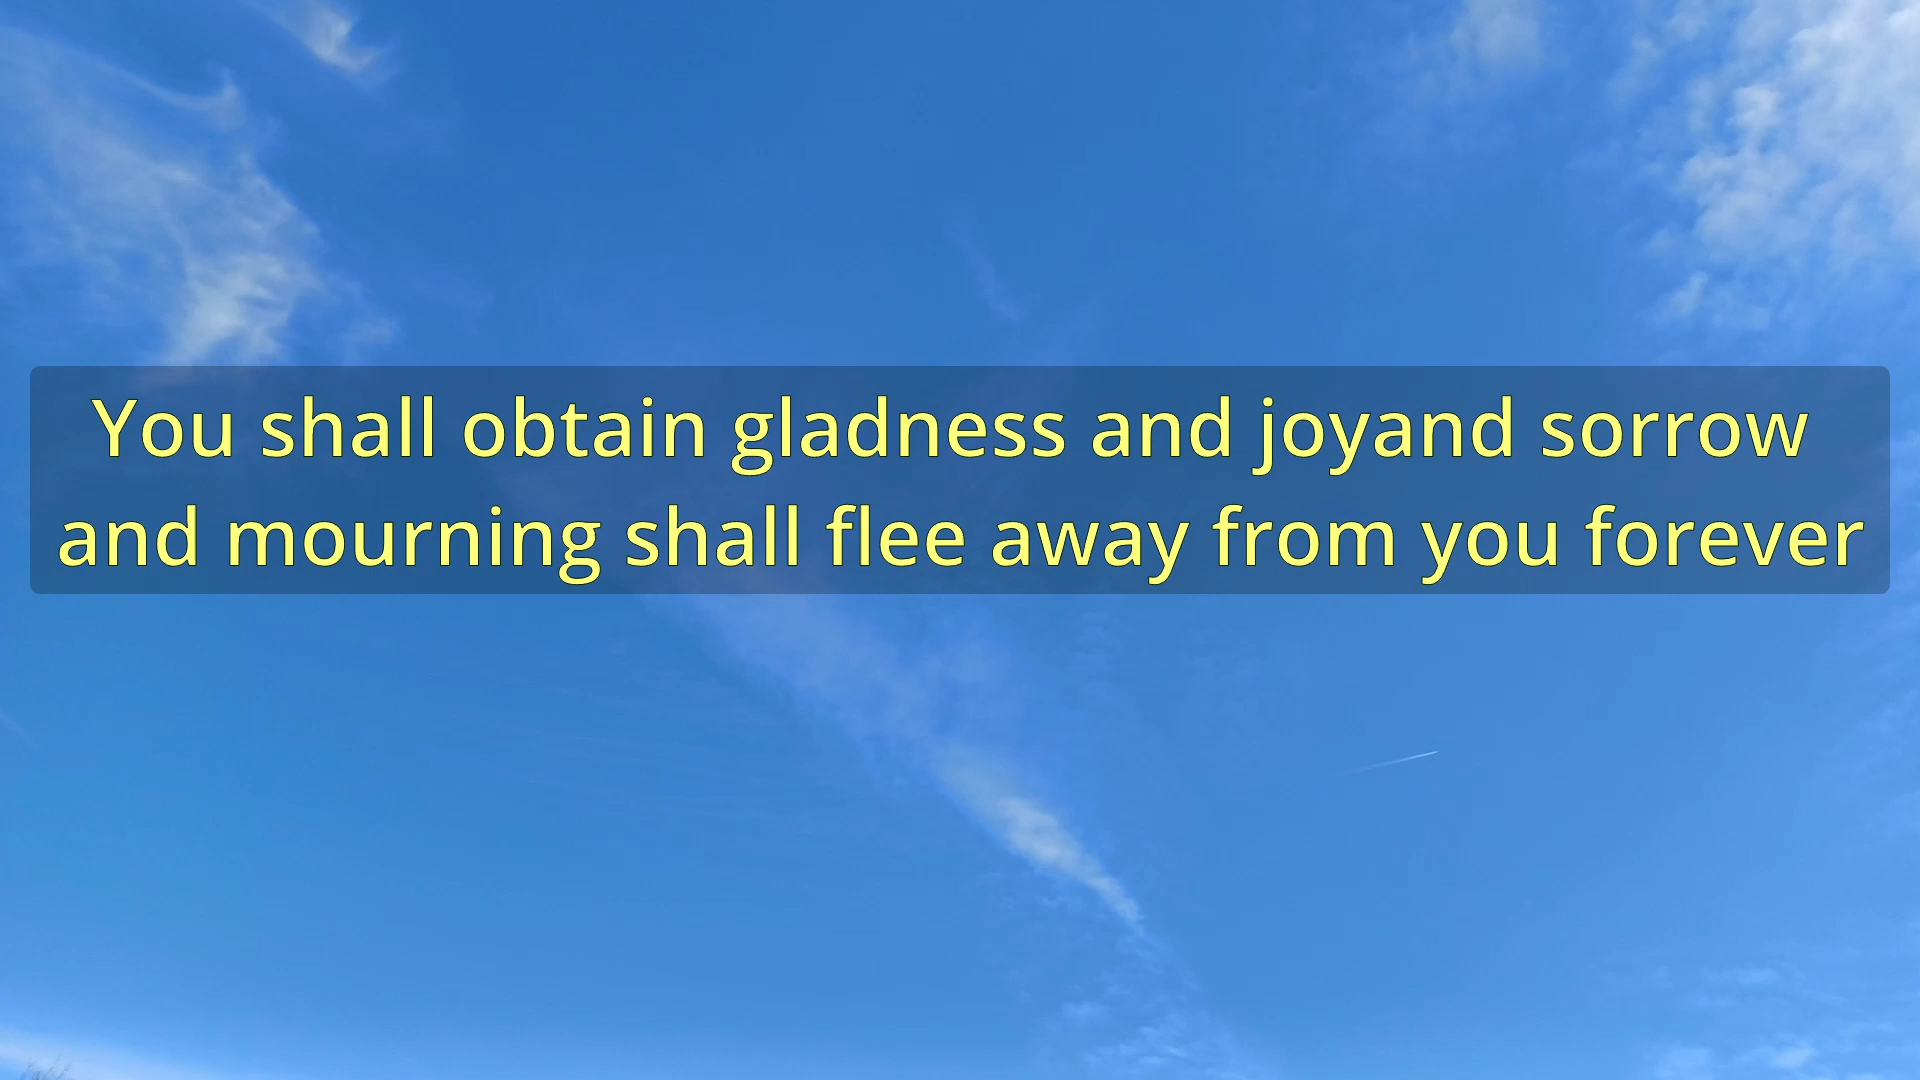 You shall obtain gladness and joyand sorrow
and mourning shall flee away from you forever